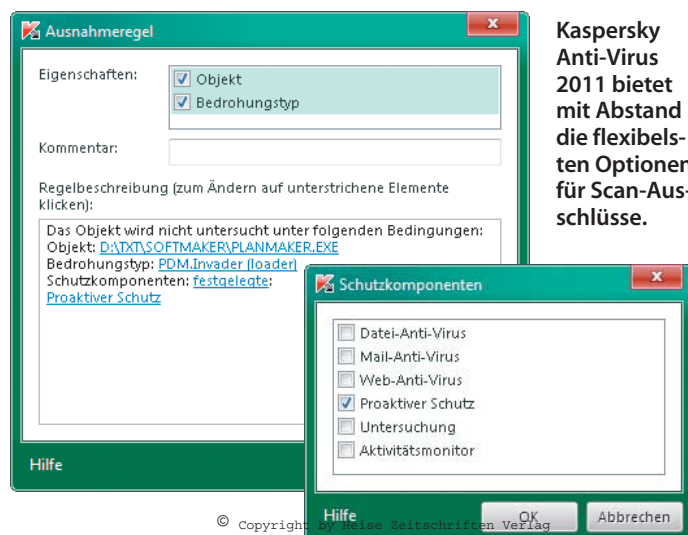 Ausnahmeregel
Eigenschaften:
Objekt
Bedrohungstyp
Kommentar:
Regelbeschreibung (zum Ändern auf unterstrichene Elemente
klicken):
Das Objekt wird nicht untersucht unter folgenden Bedingungen:
Objekt: D:\TXT\SOFTMAKER\PLANMAKER.EXE
Bedrohungstyp: PDM.Invader (loader)
Schutzkomponenten: festgelegte:
Proaktiver Schutz
Hilfe
Schutzkomponenten
Datei-Anti-Virus
Mail-Anti-Virus
Web-Anti-Virus
Proaktiver Schutz
Untersuchung
Aktivitätsmonitor
Hilfe
OK
Abbrechen
Kaspersky
Anti-Virus
2011 bietet
mit Abstand
die flexibels-
ten Optionen
für Scan-Aus-
schlüsse.
© Copyright by Heise Zeitschriften Verlag